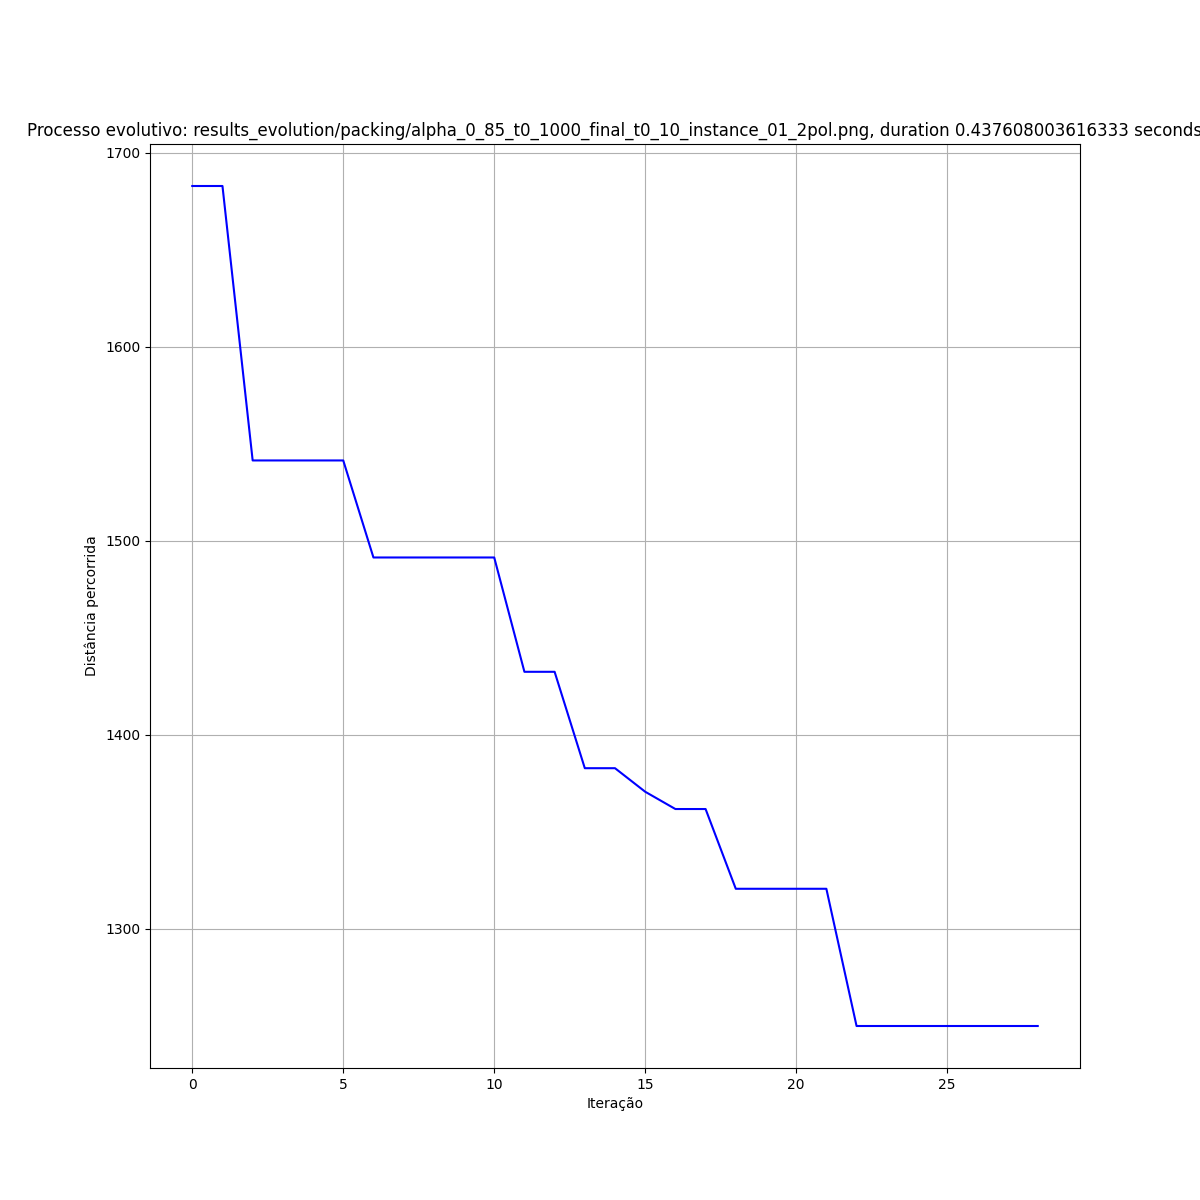 Processo evolutivo: results_evolution/packing/alpha_0_85_t0_1000_final_t0_10_instance_01_2pol.png, duration 0.437608003616333 seconds
1700
1600
1500
1400
1300
Distância percorrida
0 5 10 15 20 25
Iteração